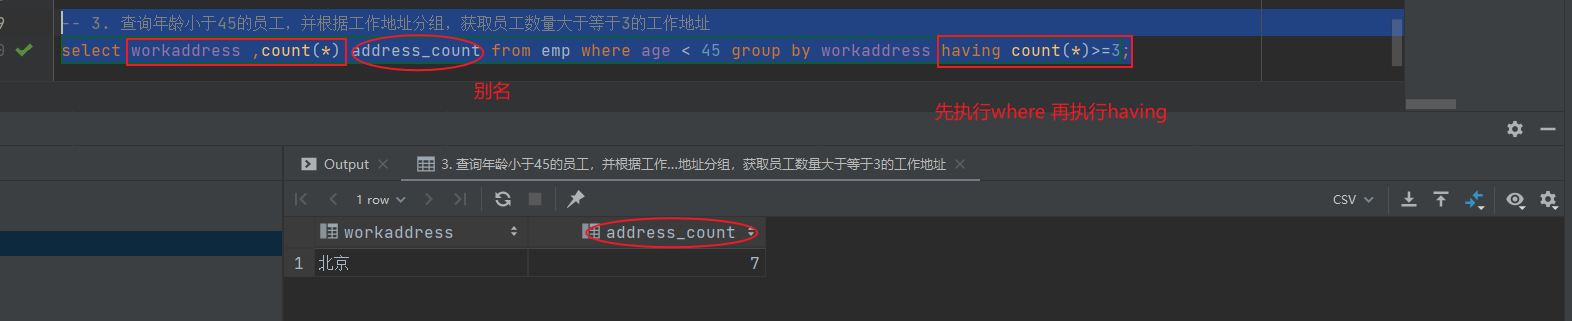 9
-- 3. 查询年龄小于45的员工，并根据工作地址分组，获取员工数量大于等于3的工作地址
select workaddress ,count(*) address_count from emp where age < 45 group by workaddress having count(*)>=3;
别名
先执行where 再执行having
Output
3. 查询年龄小于45的员工，并根据工作...地址分组，获取员工数量大于等于3的工作地址
1 row
CSV
workaddress address_count
1 北京 7